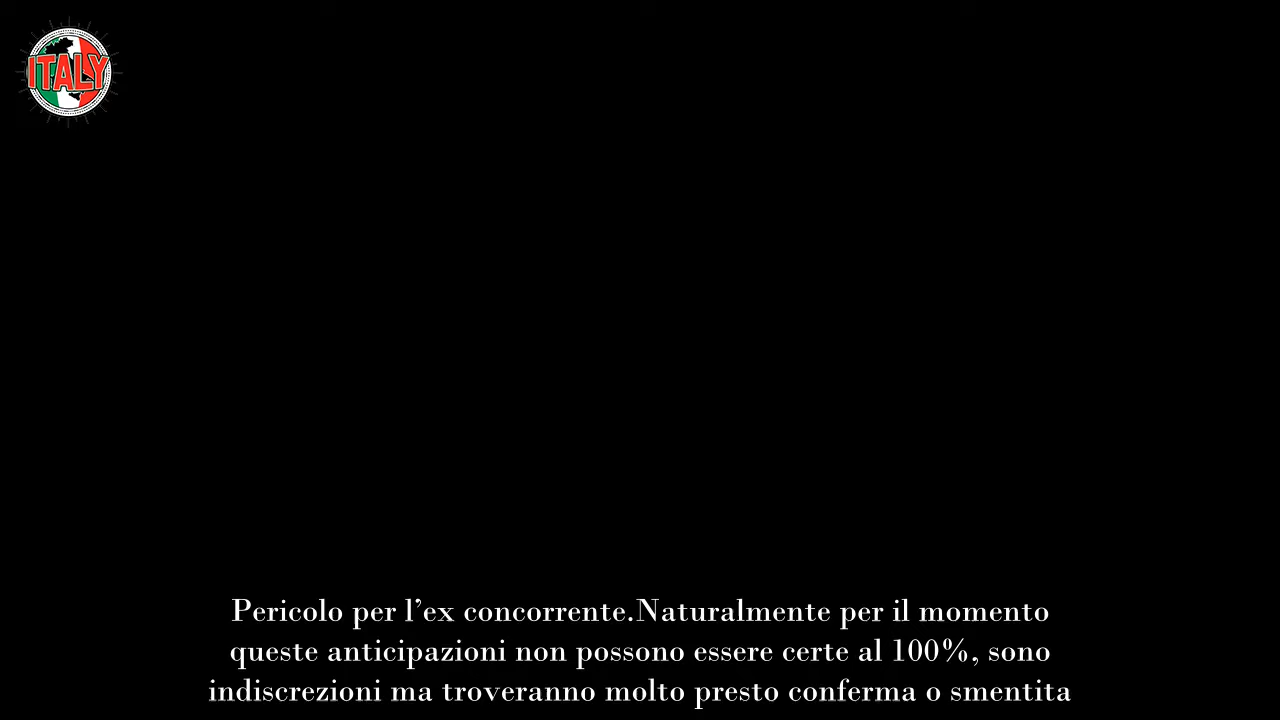 ITALY
Pericolo per l’ex concorrente.Naturalmente per il momento
queste anticipazioni non possono essere certe al 100%, sono
indiscrezioni ma troveranno molto presto conferma o smentita